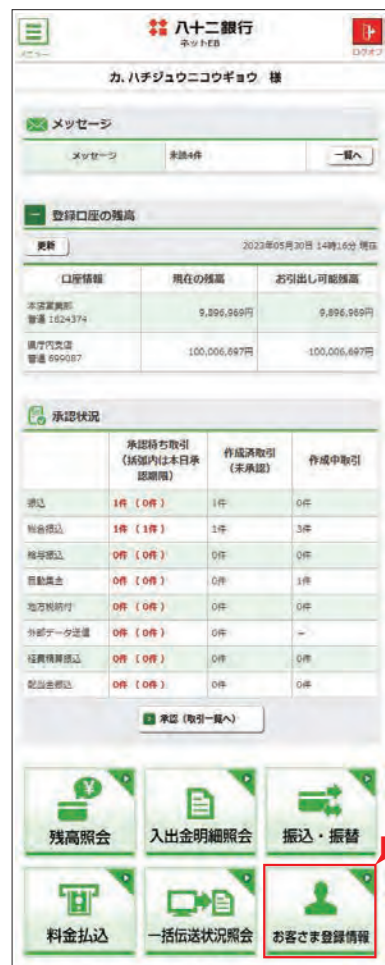 メニュー
八十二銀行
ネットEB
ログオフ
カ.ハチジュウニコウギョウ 様
メッセージ
メッセージ 未読4件 一覧へ
登録口座の残高
更新 2023年05月30日 14時16分 現在
口座情報 現在の残高 お引出し可能残高
本店営業部
普通 1624374 9,896,969円 9,896,969円
県庁内支店
普通 699087 100,006,697円 100,006,697円
承認状況
承認待ち取引
(括弧内は本日承
認期限) 作成済取引
(未承認) 作成中取引
振込 1件 (0件) 1件 0件
総合振込 1件 (1件) 1件 3件
給与振込 0件 (0件) 0件 0件
自動集金 0件 (0件) 0件 1件
地方税納付 0件 (0件) 0件 0件
外部データ送信 0件 (0件) 0件 -
経費精算振込 0件 (0件) 0件 0件
配当金振込 0件 (0件) 0件 0件
承認(取引一覧へ)
残高照会 入出金明細照会 振込・振替
料金払込 一括伝送状況照会 お客さま登録情報